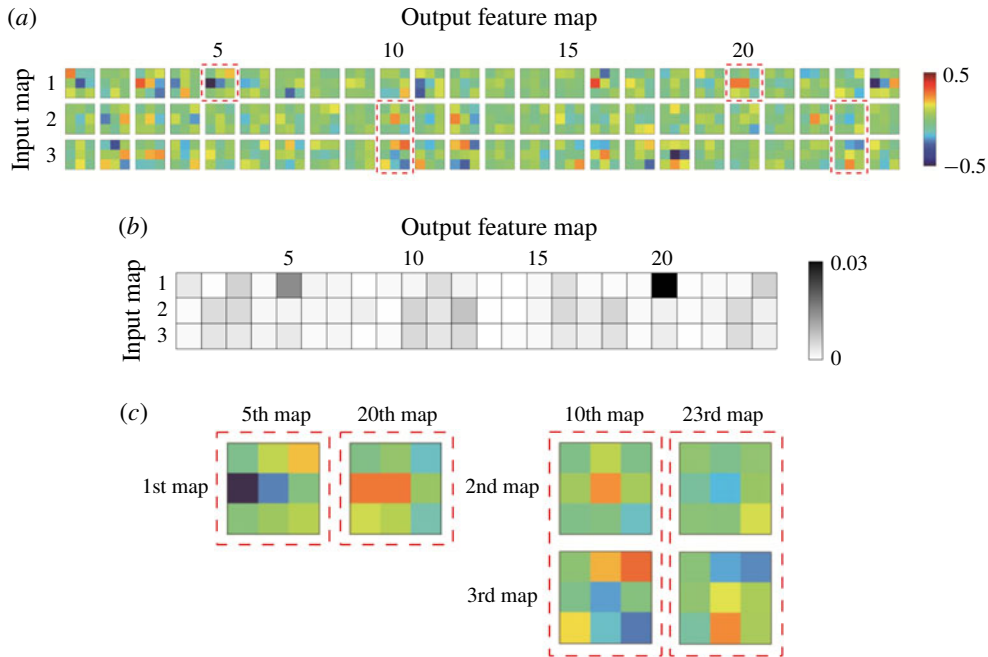 (a)
Output feature map
5 10 15 20
Input map
1
2
3
0.5
−0.5
(b)
Output feature map
5 10 15 20
Input map
1
2
3
0.03
0
(c)
5th map 20th map 10th map 23rd map
1st map 2nd map
3rd map